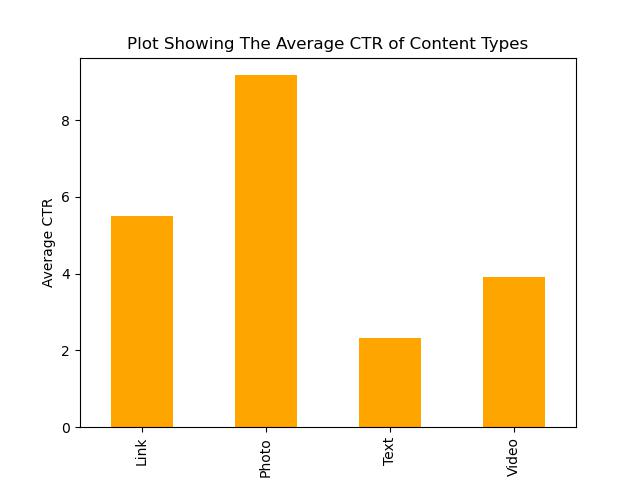 Plot Showing The Average CTR of Content Types
8
6
4
2
0
Average CTR
Link
Photo
Text
Video